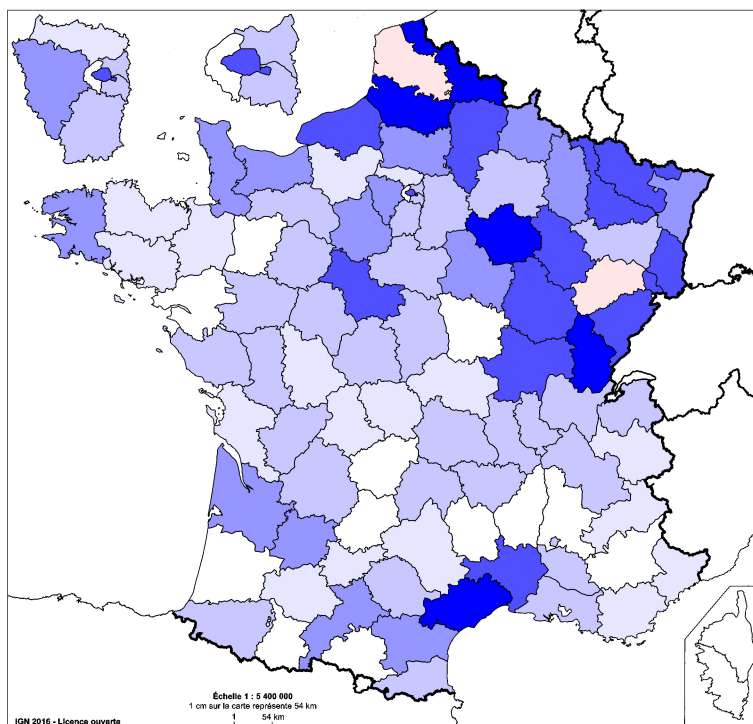 Échelle 1 : 5 400 000
1 cm sur la carte représente 54 km
1 54 km
IGN 2016 - Licence ouverte